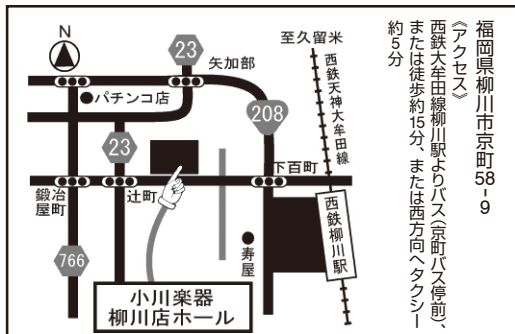 福岡県柳川市京町58-9
《アクセス》
西鉄大牟田線柳川駅よりバス(京町バス停前)、
または徒歩約15分、または西方向へタクシー
約5分
N
23
矢加部
至久留米
西鉄天神大牟田線
パチンコ店
208
23
下百町
鍛冶
屋町
辻町
西鉄柳川駅
766
寿屋
小川楽器
柳川店ホール